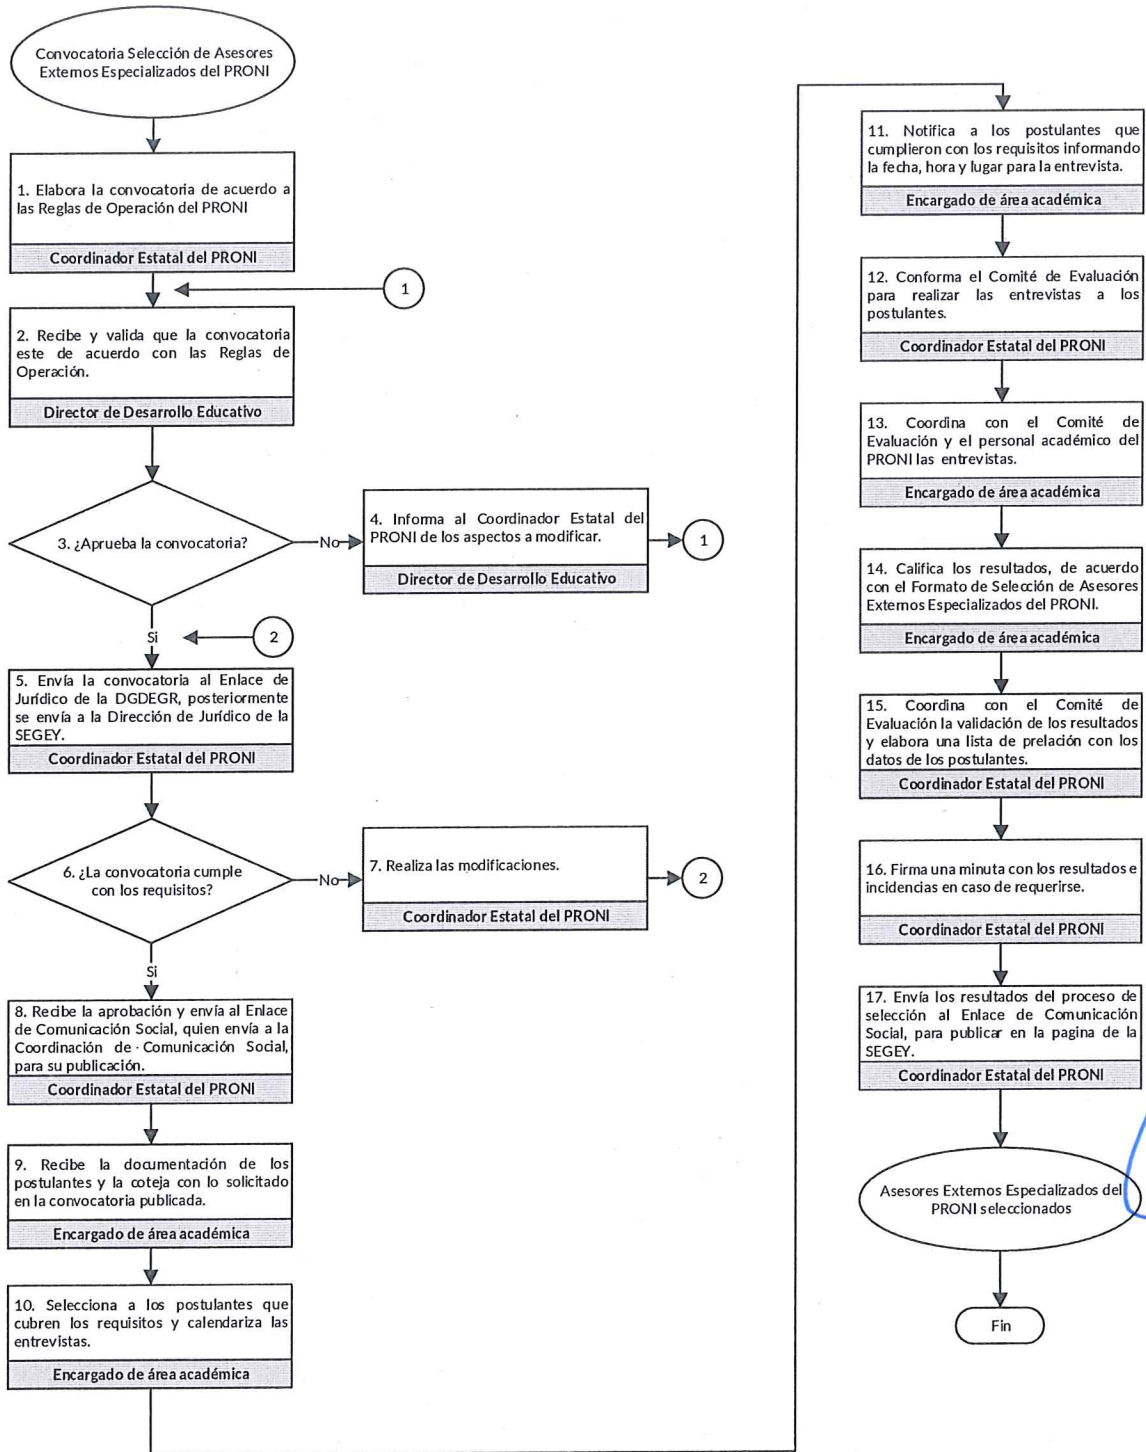 Convocatoria Selección de Asesores
Externos Especializados del PRONI
1. Elabora la convocatoria de acuerdo a
las Reglas de Operación del PRONI
Coordinador Estatal del PRONI
1
2. Recibe y valida que la convocatoria
este de acuerdo con las Reglas de
Operación.
Director de Desarrollo Educativo
3. ¿Aprueba la convocatoria?
No
4. Informa al Coordinador Estatal del
PRONI de los aspectos a modificar.
Director de Desarrollo Educativo
1
Si
2
5. Envía la convocatoria al Enlace de
Jurídico de la DGDEGR, posteriormente
se envía a la Dirección de Jurídico de la
SEGEY.
Coordinador Estatal del PRONI
6. ¿La convocatoria cumple
con los requisitos?
No
7. Realiza las modificaciones.
Coordinador Estatal del PRONI
2
Si
8. Recibe la aprobación y envía al Enlace
de Comunicación Social, quien envía a la
Coordinación de Comunicación Social,
para su publicación.
Coordinador Estatal del PRONI
9. Recibe la documentación de los
postulantes y la coteja con lo solicitado
en la convocatoria publicada.
Encargado de área académica
10. Selecciona a los postulantes que
cubren los requisitos y calendariza las
entrevistas.
Encargado de área académica
11. Notifica a los postulantes que
cumplieron con los requisitos informando
la fecha, hora y lugar para la entrevista.
Encargado de área académica
12. Conforma el Comité de Evaluación
para realizar las entrevistas a los
postulantes.
Coordinador Estatal del PRONI
13. Coordina con el Comité de
Evaluación y el personal académico del
PRONI las entrevistas.
Encargado de área académica
14. Califica los resultados, de acuerdo
con el Formato de Selección de Asesores
Externos Especializados del PRONI.
Encargado de área académica
15. Coordina con el Comité de
Evaluación la validación de los resultados
y elabora una lista de prelación con los
datos de los postulantes.
Coordinador Estatal del PRONI
16. Firma una minuta con los resultados e
incidencias en caso de requerirse.
Coordinador Estatal del PRONI
17. Envía los resultados del proceso de
selección al Enlace de Comunicación
Social, para publicar en la pagina de la
SEGEY.
Coordinador Estatal del PRONI
Asesores Externos Especializados del
PRONI seleccionados
Fin